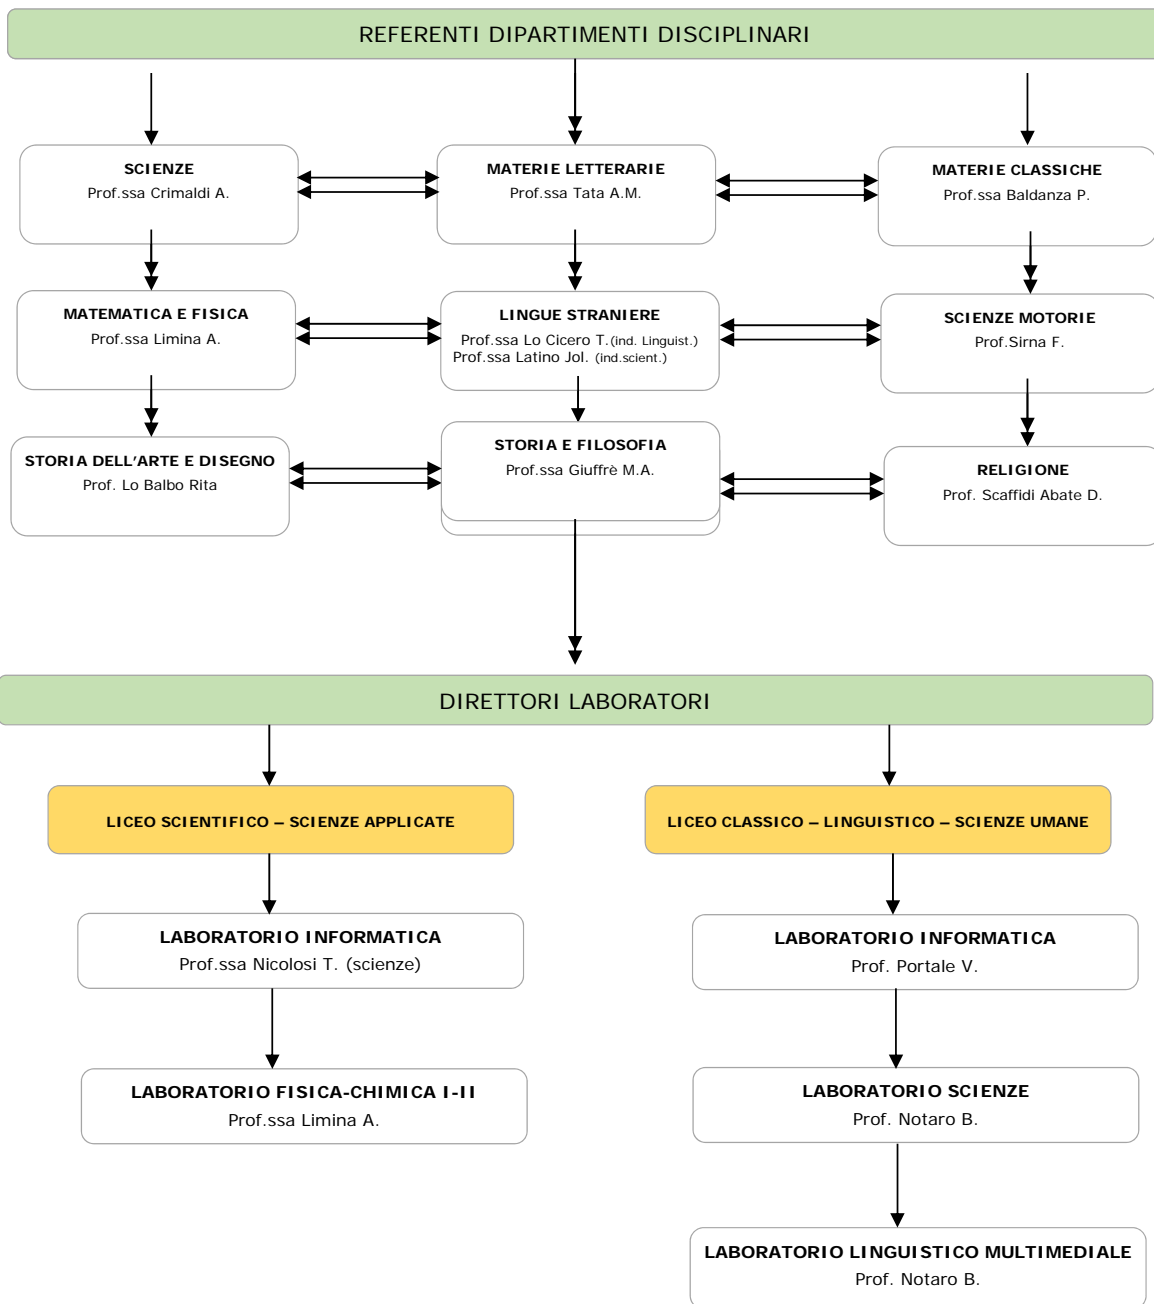 REFERENTI DIPARTIMENTI DISCIPLINARI
SCIENZE
Prof.ssa Crimaldi A.
MATERIE LETTERARIE
Prof.ssa Tata A.M.
MATERIE CLASSICHE
Prof.ssa Baldanza P.
MATEMATICA E FISICA
Prof.ssa Limina A.
LINGUE STRANIERE
Prof.ssa Lo Cicero T.(ind. Linguist.)
Prof.ssa Latino Jol. (ind.scient.)
SCIENZE MOTORIE
Prof.Sirna F.
STORIA DELL'ARTE E DISEGNO
Prof. Lo Balbo Rita
STORIA E FILOSOFIA
Prof.ssa Giuffrè M.A.
RELIGIONE
Prof. Scaffidi Abate D.
DIRETTORI LABORATORI
LICEO SCIENTIFICO – SCIENZE APPLICATE
LICEO CLASSICO – LINGUISTICO – SCIENZE UMANE
LABORATORIO INFORMATICA
Prof.ssa Nicolosi T. (scienze)
LABORATORIO INFORMATICA
Prof. Portale V.
LABORATORIO FISICA-CHIMICA I-II
Prof.ssa Limina A.
LABORATORIO SCIENZE
Prof. Notaro B.
LABORATORIO LINGUISTICO MULTIMEDIALE
Prof. Notaro B.